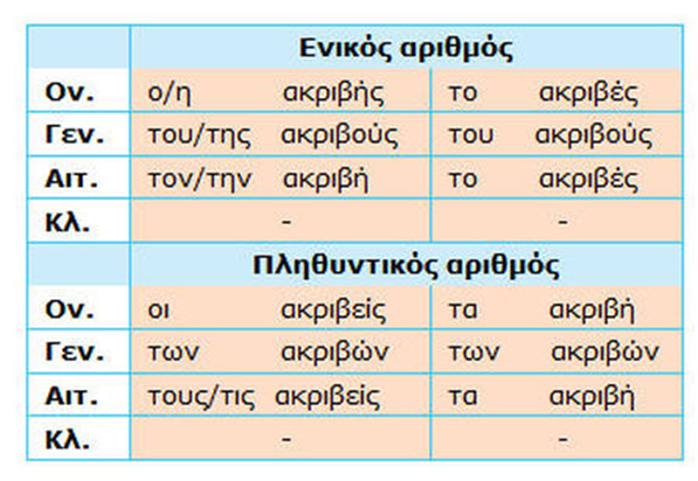 Ενικός αριθμός
Ον. ο/η ακριβής το ακριβές
Γεν. του/της ακριβούς του ακριβούς
Αιτ. τον/την ακριβή το ακριβές
Κλ. - -
Πληθυντικός αριθμός
Ον. οι ακριβείς τα ακριβή
Γεν. των ακριβών των ακριβών
Αιτ. τους/τις ακριβείς τα ακριβή
Κλ. - -